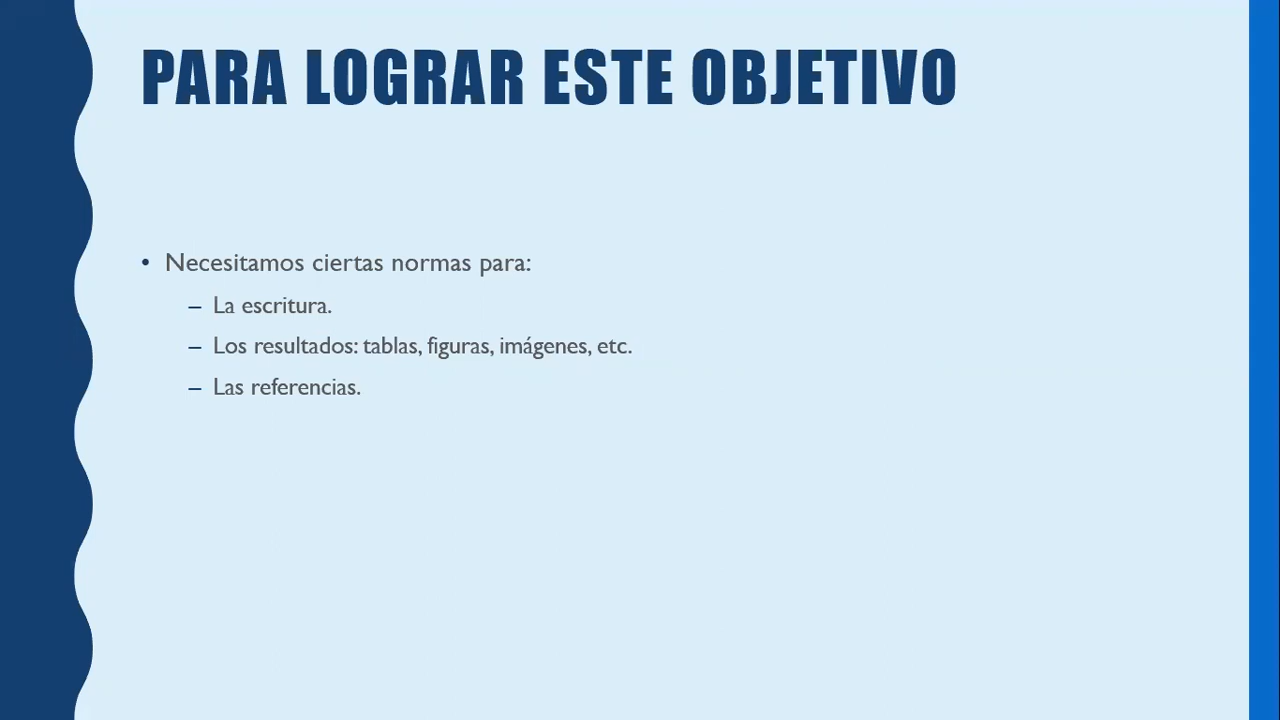 PARA LOGRAR ESTE OBJETIVO
• Necesitamos ciertas normas para:
– La escritura.
– Los resultados: tablas, figuras, imágenes, etc.
– Las referencias.